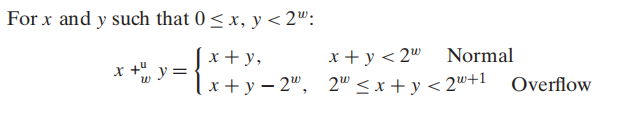 For x and y such that 0 ≤ x, y < 2^w:
x +^u_w y = { x + y, x + y < 2^w Normal
x + y − 2^w, 2^w ≤ x + y < 2^{w+1} Overflow